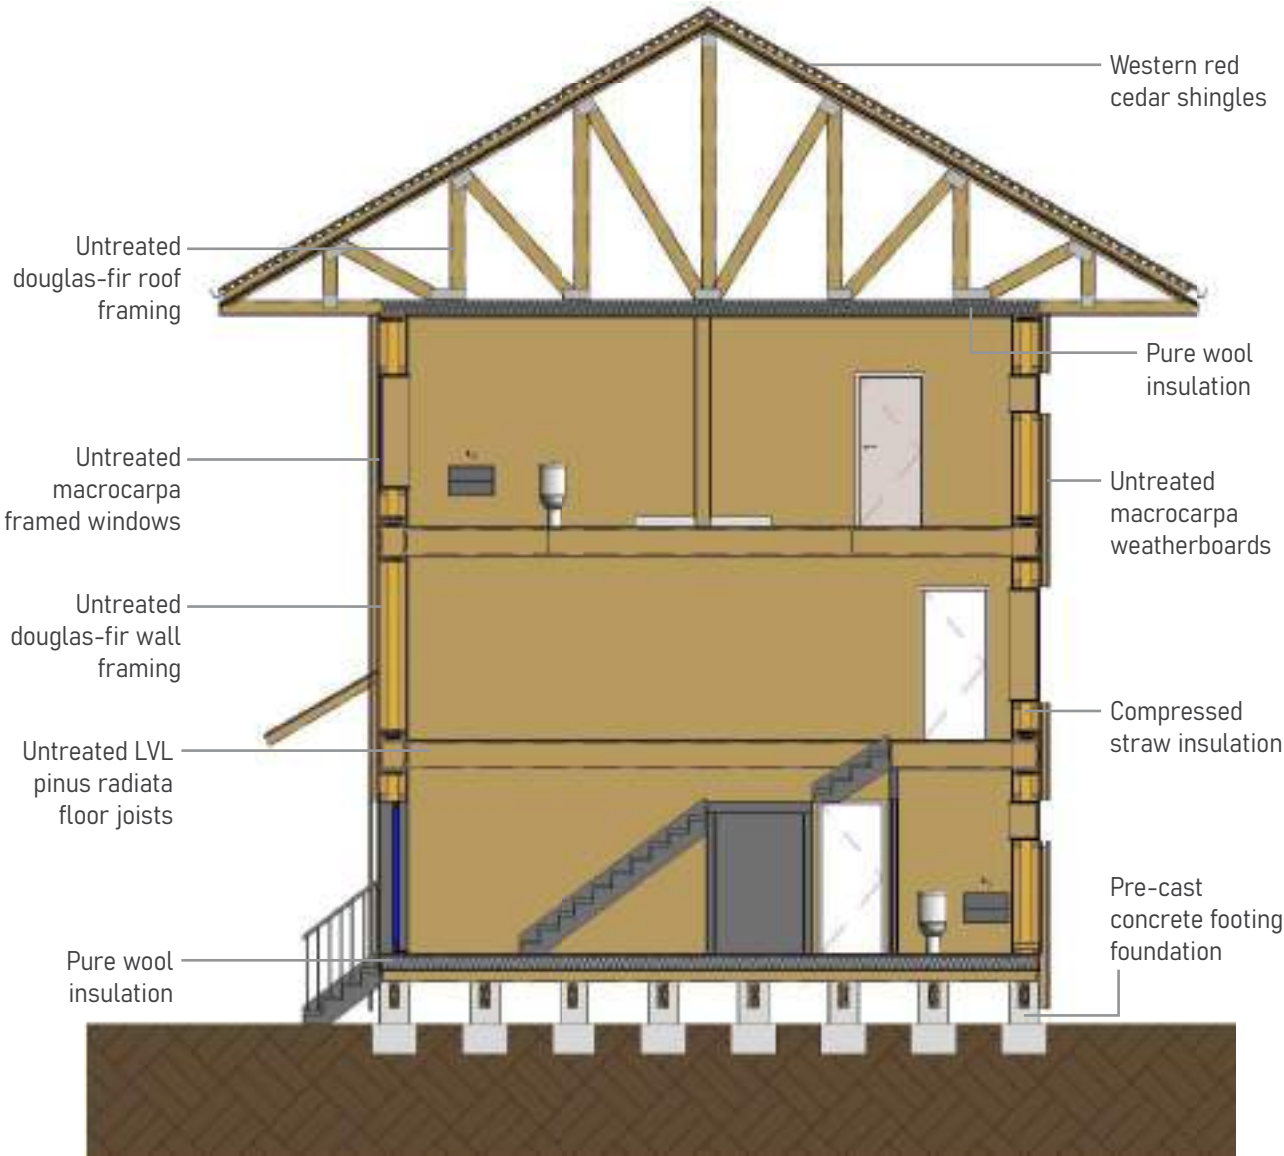 Western red
cedar shingles
Untreated
douglas-fir roof
framing
Pure wool
insulation
Untreated
macrocarpa
framed windows
Untreated
macrocarpa
weatherboards
Untreated
douglas-fir wall
framing
Compressed
straw insulation
Untreated LVL
pinus radiata
floor joists
Pre-cast
concrete footing
foundation
Pure wool
insulation